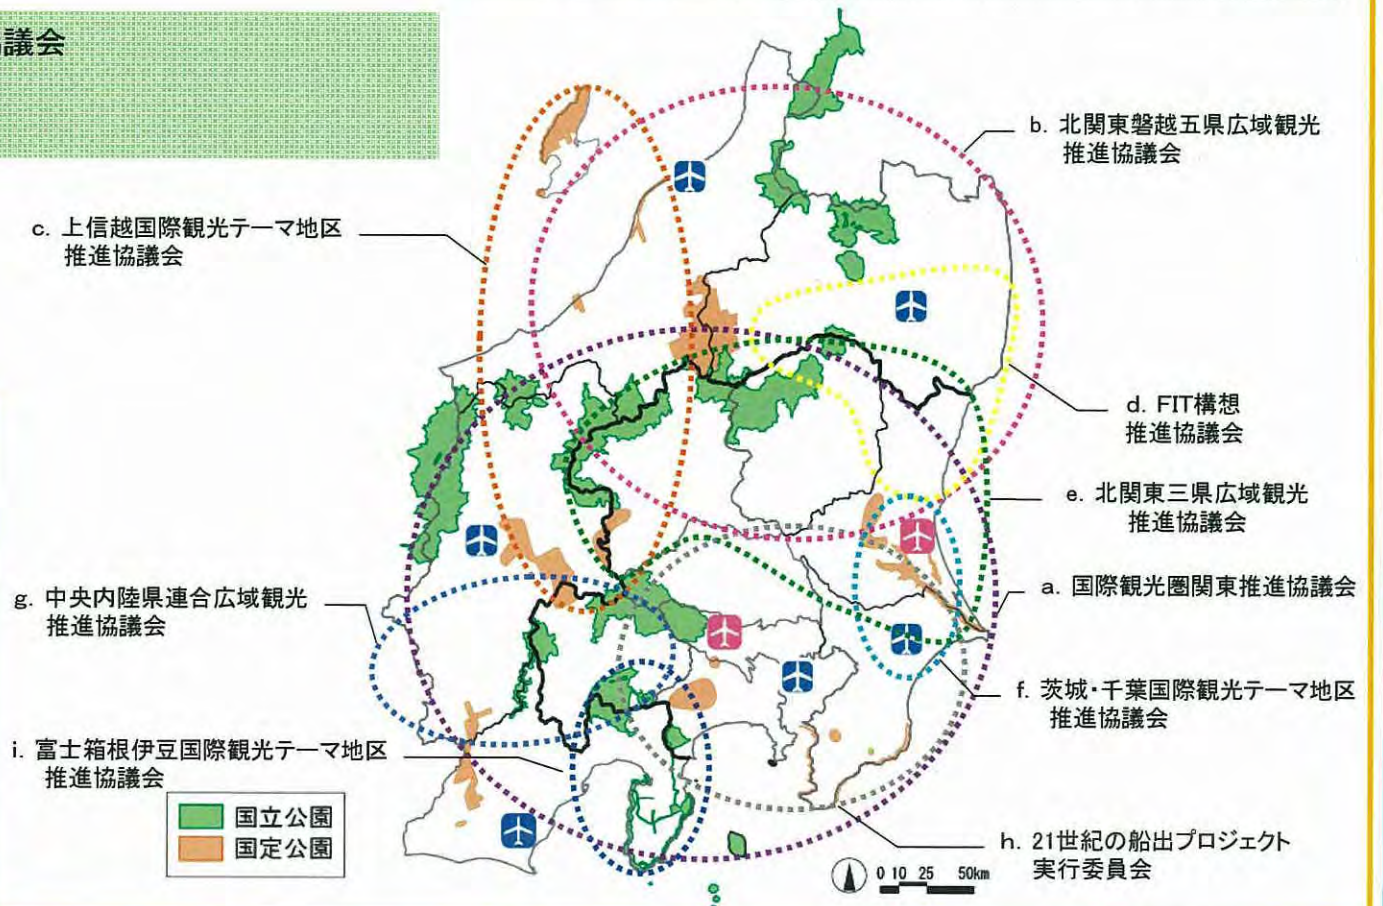 議会
b. 北関東磐越五県広域観光
推進協議会
c. 上信越国際観光テーマ地区
推進協議会
d. FIT構想
推進協議会
e. 北関東三県広域観光
推進協議会
g. 中央内陸県連合広域観光
推進協議会
a. 国際観光圏関東推進協議会
f. 茨城・千葉国際観光テーマ地区
推進協議会
i. 富士箱根伊豆国際観光テーマ地区
推進協議会
国立公園
国定公園
h. 21世紀の船出プロジェクト
実行委員会
0 10 25 50km